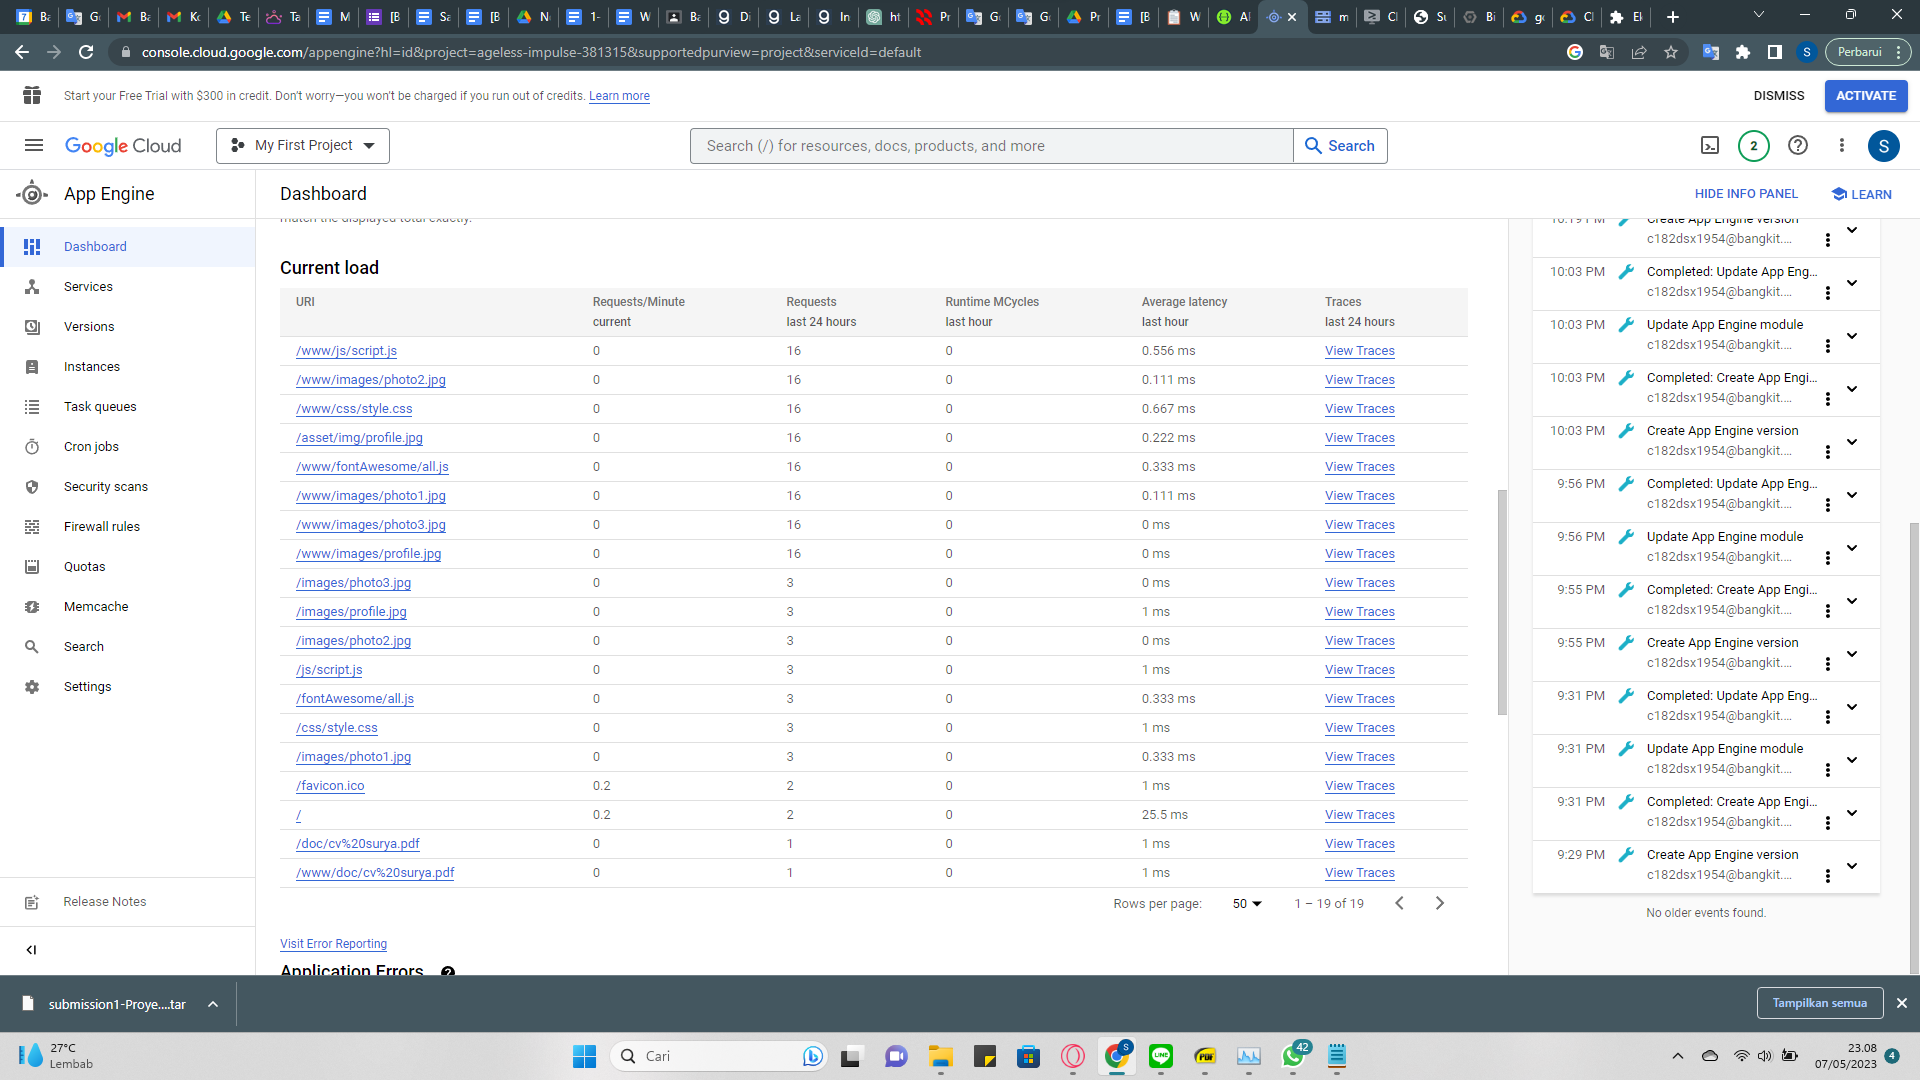 console.cloud.google.com/appengine?hl=id&project=ageless-impulse-381315&supportedpurview=project&serviceId=default
S
Perbarui
Start your Free Trial with $300 in credit. Don't worry—you won't be charged if you run out of credits. Learn more
DISMISS
ACTIVATE
Google Cloud
My First Project
Search (/) for resources, docs, products, and more
Search
2
S
App Engine
Dashboard
HIDE INFO PANEL
LEARN
Dashboard
Services
Versions
Instances
Task queues
Cron jobs
Security scans
Firewall rules
Quotas
Memcache
Search
Settings
Release Notes
match the displayed total exactly.
Current load
URI Requests/Minute Requests Runtime MCycles Average latency Traces
current last 24 hours last hour last hour last 24 hours
/www/js/script.js 0 16 0 0.556 ms View Traces
/www/images/photo2.jpg 0 16 0 0.111 ms View Traces
/www/css/style.css 0 16 0 0.667 ms View Traces
/asset/img/profile.jpg 0 16 0 0.222 ms View Traces
/www/fontAwesome/all.js 0 16 0 0.333 ms View Traces
/www/images/photo1.jpg 0 16 0 0.111 ms View Traces
/www/images/photo3.jpg 0 16 0 0 ms View Traces
/www/images/profile.jpg 0 16 0 0 ms View Traces
/images/photo3.jpg 0 3 0 0 ms View Traces
/images/profile.jpg 0 3 0 1 ms View Traces
/images/photo2.jpg 0 3 0 0 ms View Traces
/js/script.js 0 3 0 1 ms View Traces
/fontAwesome/all.js 0 3 0 0.333 ms View Traces
/css/style.css 0 3 0 1 ms View Traces
/images/photo1.jpg 0 3 0 0.333 ms View Traces
/favicon.ico 0.2 2 0 1 ms View Traces
/ 0.2 2 0 25.5 ms View Traces
/doc/cv%20surya.pdf 0 1 0 1 ms View Traces
/www/doc/cv%20surya.pdf 0 1 0 1 ms View Traces
Rows per page: 50 1 – 19 of 19
Visit Error Reporting
Application Errors
10:19 PM Create App Engine version
c182dsx1954@bangkit....
10:03 PM Completed: Update App Eng...
c182dsx1954@bangkit....
10:03 PM Update App Engine module
c182dsx1954@bangkit....
10:03 PM Completed: Create App Engi...
c182dsx1954@bangkit....
10:03 PM Create App Engine version
c182dsx1954@bangkit....
9:56 PM Completed: Update App Eng...
c182dsx1954@bangkit....
9:56 PM Update App Engine module
c182dsx1954@bangkit....
9:55 PM Completed: Create App Engi...
c182dsx1954@bangkit....
9:55 PM Create App Engine version
c182dsx1954@bangkit....
9:31 PM Completed: Update App Eng...
c182dsx1954@bangkit....
9:31 PM Update App Engine module
c182dsx1954@bangkit....
9:31 PM Completed: Create App Engi...
c182dsx1954@bangkit....
9:29 PM Create App Engine version
c182dsx1954@bangkit....
No older events found.
submission1-Proye....tar
Tampilkan semua
27°C
Lembab
Cari
S
LINE
PDF
42
23.08
07/05/2023
4